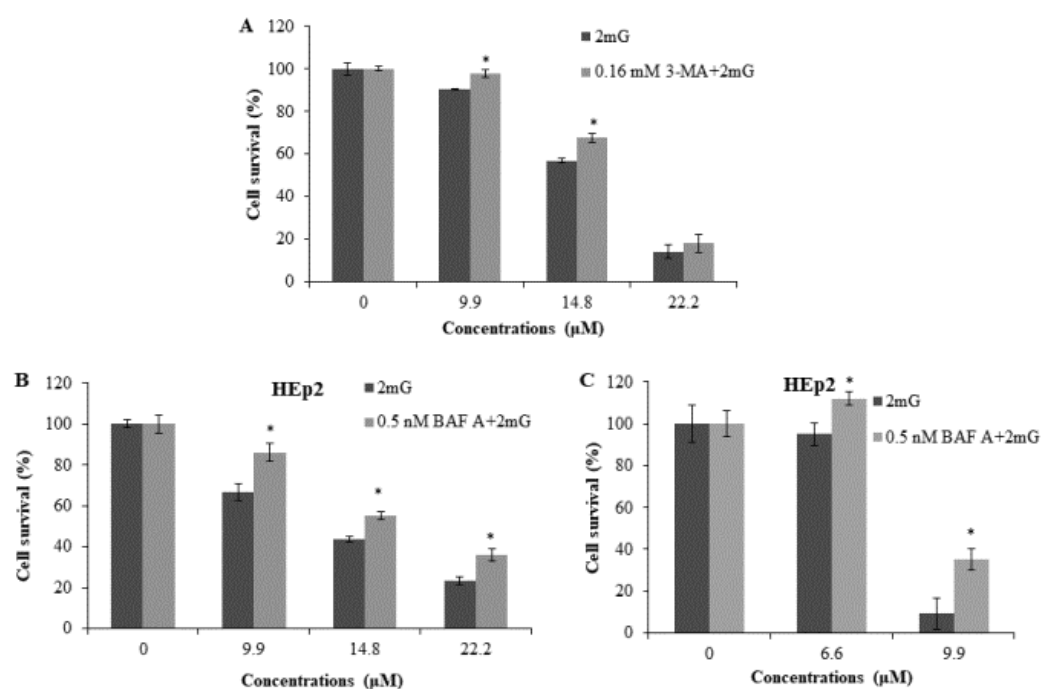 A
120
100
80
60
40
20
0
Cell survival (%)
2mG
0.16 mM 3-MA+2mG
*
*
0 9.9 14.8 22.2
Concentrations (µM)
B
HEp2
120
100
80
60
40
20
0
Cell survival (%)
2mG
0.5 nM BAF A+2mG
*
*
*
0 9.9 14.8 22.2
Concentrations (µM)
C
HEp2
120
100
80
60
40
20
0
Cell survival (%)
2mG
0.5 nM BAF A+2mG
*
*
0 6.6 9.9
Concentrations (µM)